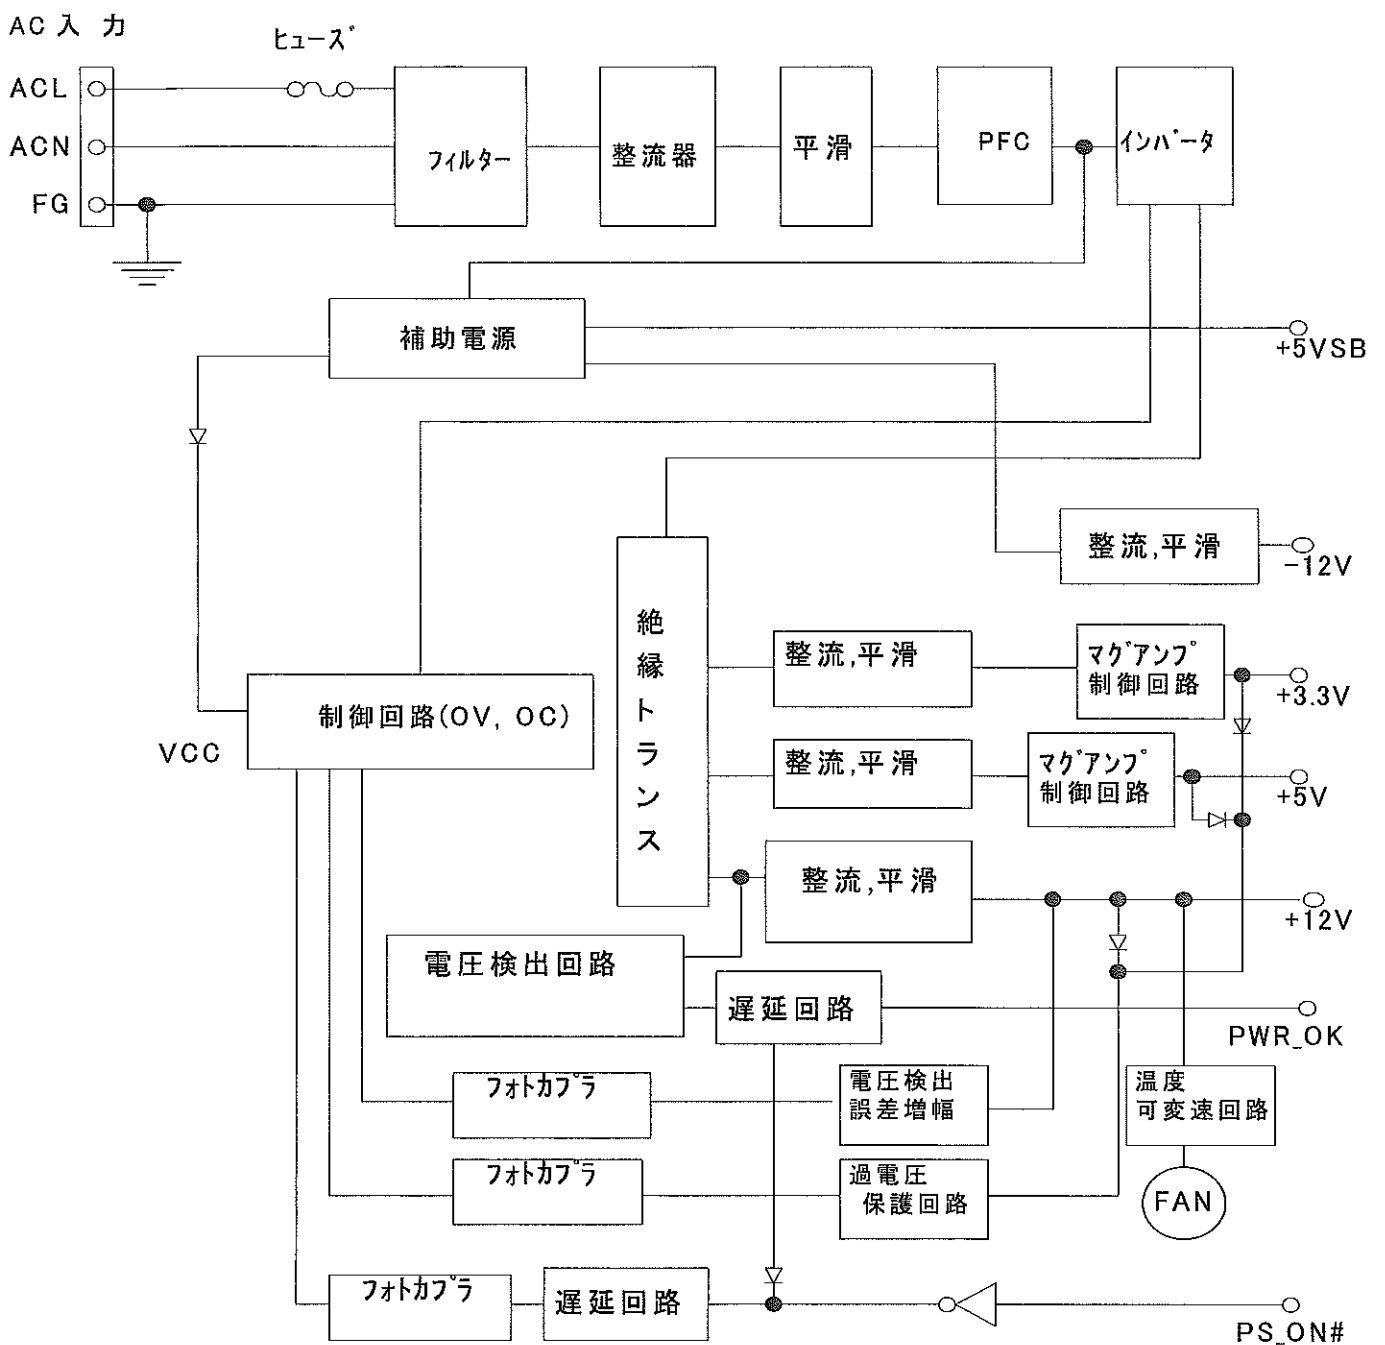 AC入力
ヒューズ
ACL
ACN
FG
フィルター
整流器
平滑
PFC
インバータ
補助電源
+5VSB
整流,平滑
-12V
絶縁トランス
整流,平滑
マグアンプ
制御回路
+3.3V
制御回路(OV, OC)
VCC
整流,平滑
マグアンプ
制御回路
+5V
整流,平滑
+12V
電圧検出回路
遅延回路
PWR_OK
フォトカプラ
電圧検出
誤差増幅
温度
可変速回路
フォトカプラ
過電圧
保護回路
FAN
フォトカプラ
遅延回路
PS_ON#